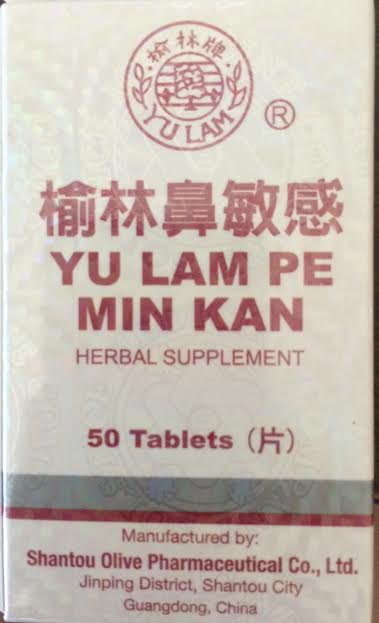 榆林牌
YU LAM
®
榆林鼻敏感
YU LAM PE
MIN KAN
HERBAL SUPPLEMENT
50 Tablets (片)
Manufactured by:
Shantou Olive Pharmaceutical Co., Ltd.
Jinping District, Shantou City
Guangdong, China